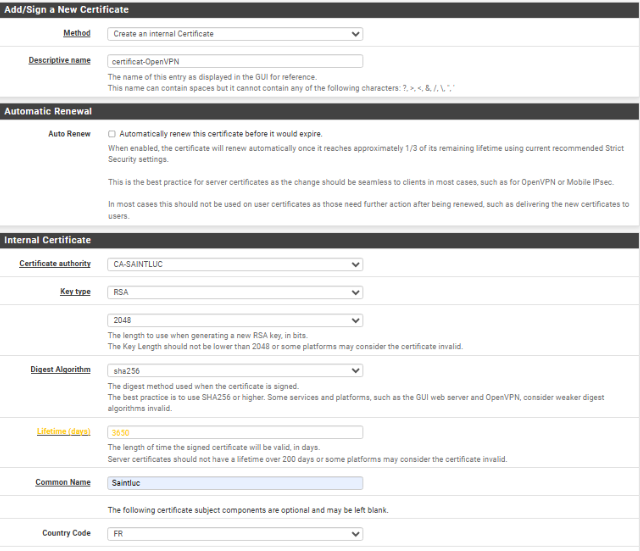 Add/Sign a New Certificate
Method
Create an internal Certificate
Descriptive name
certificat-OpenVPN
The name of this entry as displayed in the GUI for reference.
This name can contain spaces but it cannot contain any of the following characters: ?, >, <, &, /, \, ", '
Automatic Renewal
Auto Renew
Automatically renew this certificate before it would expire.
When enabled, the certificate will renew automatically once it reaches approximately 1/3 of its remaining lifetime using current recommended Strict
Security settings.
This is the best practice for server certificates as the change should be seamless to clients in most cases, such as for OpenVPN or Mobile IPsec.
In most cases this should not be used on user certificates as those need further action after being renewed, such as delivering the new certificates to
users.
Internal Certificate
Certificate authority
CA-SAINTLUC
Key type
RSA
2048
The length to use when generating a new RSA key, in bits.
The Key Length should not be lower than 2048 or some platforms may consider the certificate invalid.
Digest Algorithm
sha256
The digest method used when the certificate is signed.
The best practice is to use SHA256 or higher. Some services and platforms, such as the GUI web server and OpenVPN, consider weaker digest
algorithms invalid.
Lifetime (days)
3650
The length of time the signed certificate will be valid, in days.
Server certificates should not have a lifetime over 200 days or some platforms may consider the certificate invalid.
Common Name
Saintluc
The following certificate subject components are optional and may be left blank.
Country Code
FR